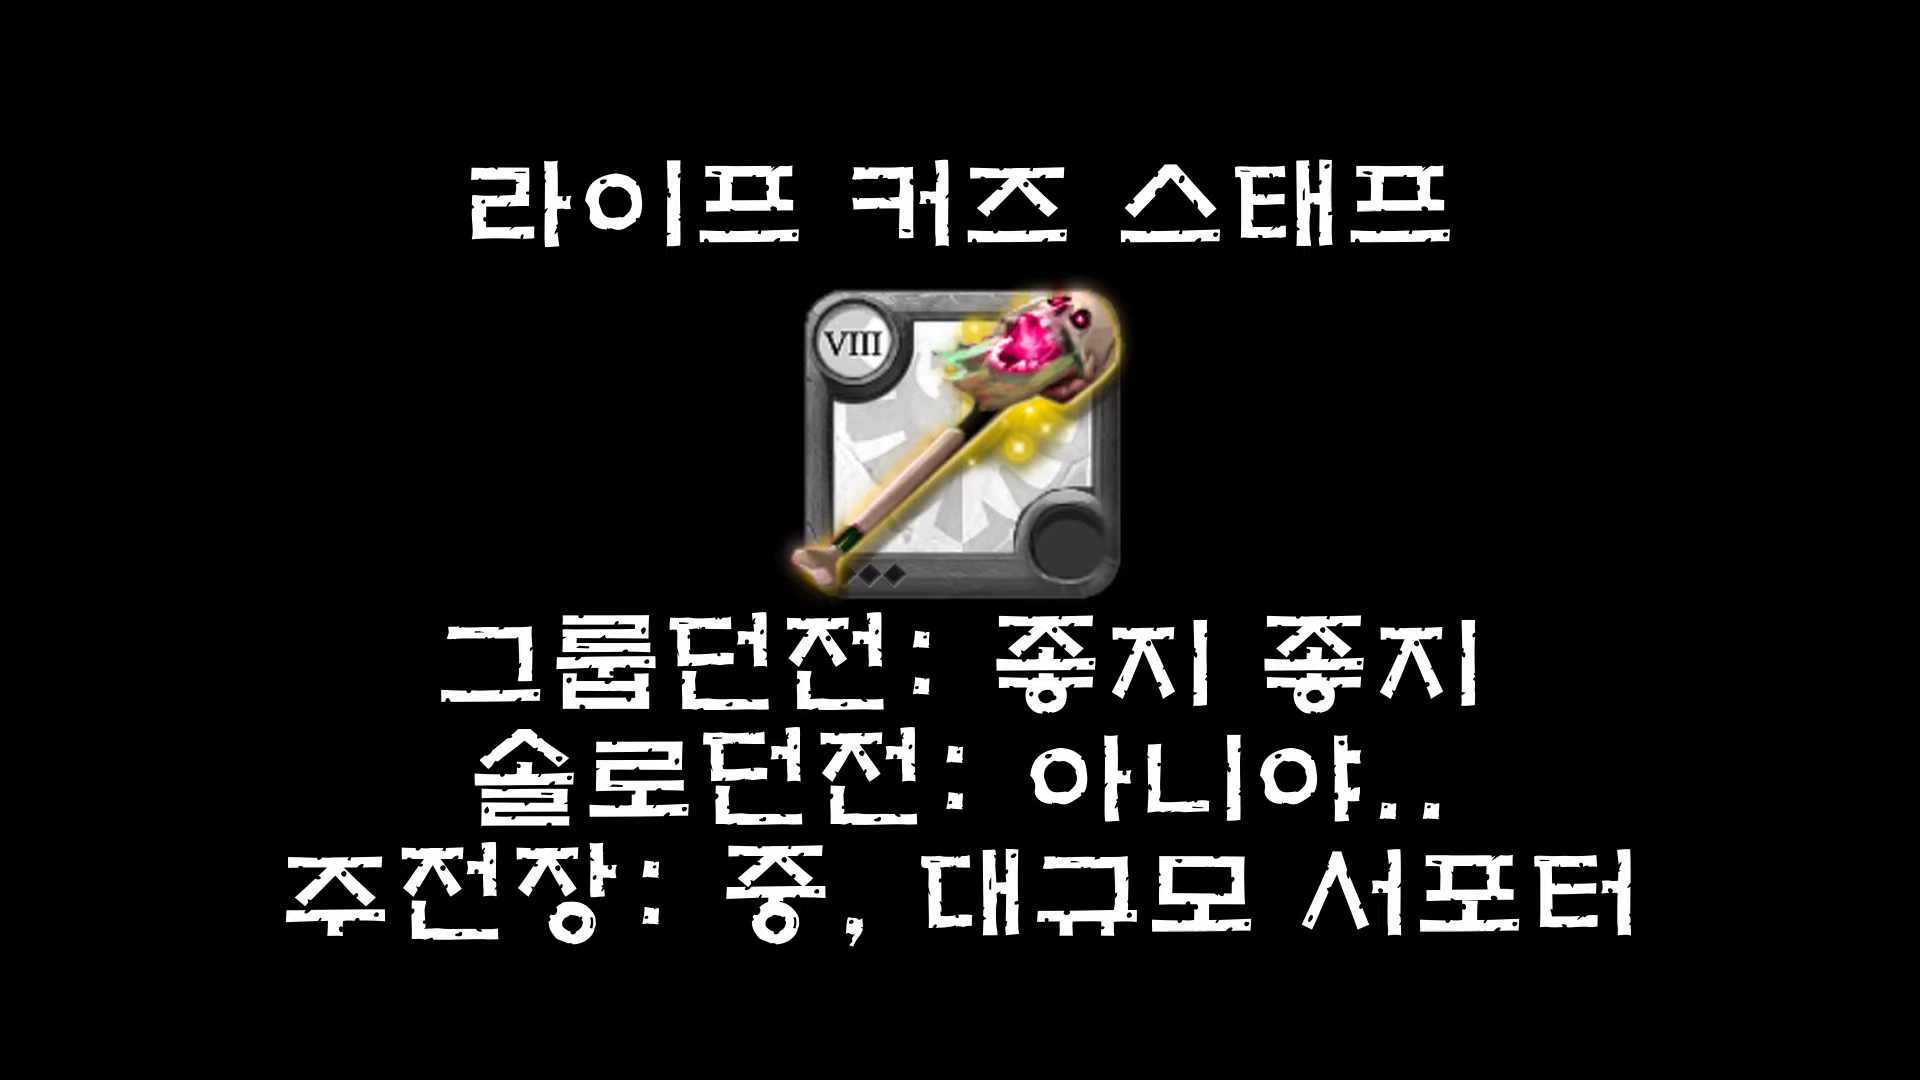 라이프 커즈 스태프
VIII
그룹던전: 좋지 좋지
솔로던전: 아니야..
주전장: 중, 대규모 서포터